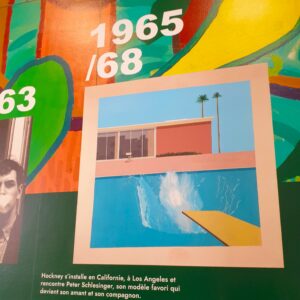 1965
/68
63
Hockney s'installe en Californie, à Los Angeles et
rencontre Peter Schlesinger, son modèle favori qui
devient son amant et son compagnon.